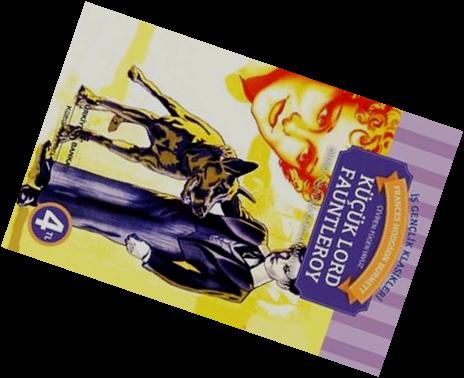 İŞ GENÇLİK KLASİKLERİ
FRANCES HODGSON BURNETT
KÜÇÜK LORD
FAUNTLEROY
4 TL